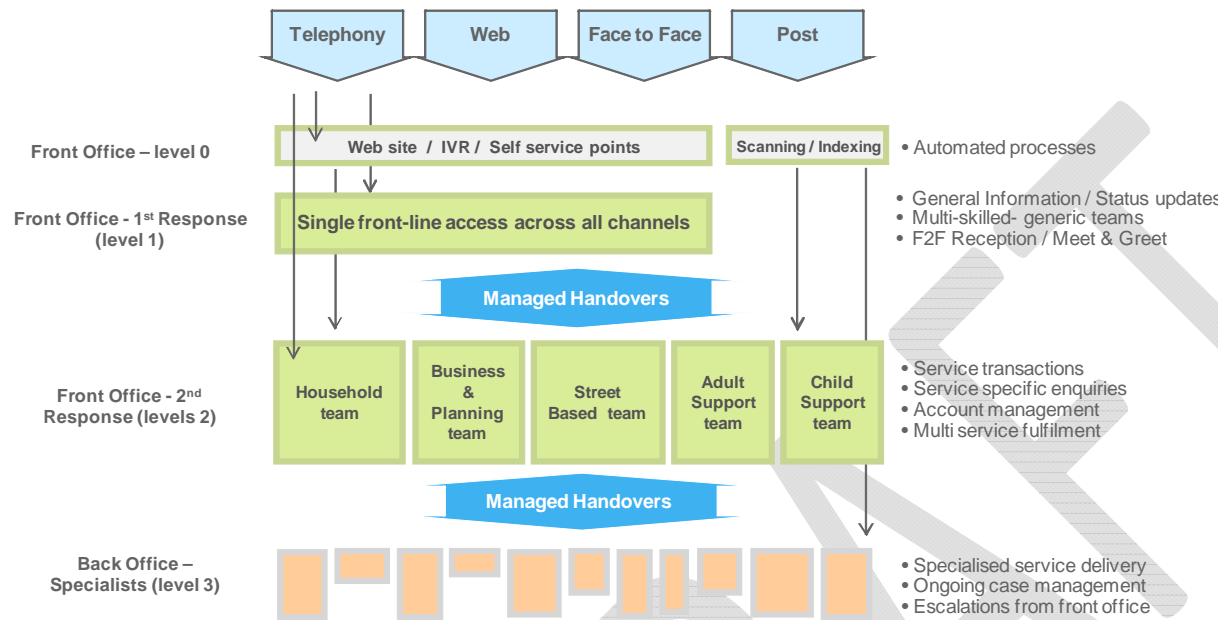 Telephony
Web
Face to Face
Post
Front Office – level 0
Web site / IVR / Self service points
Scanning / Indexing
• Automated processes
Front Office - 1st Response
(level 1)
Single front-line access across all channels
• General Information / Status updates
• Multi-skilled- generic teams
• F2F Reception / Meet & Greet
Managed Handovers
Front Office - 2nd
Response (levels 2)
Household
team
Business
&
Planning
team
Street
Based team
Adult
Support
team
Child
Support
team
• Service transactions
• Service specific enquiries
• Account management
• Multi service fulfilment
Managed Handovers
Back Office –
Specialists (level 3)
• Specialised service delivery
• Ongoing case management
• Escalations from front office